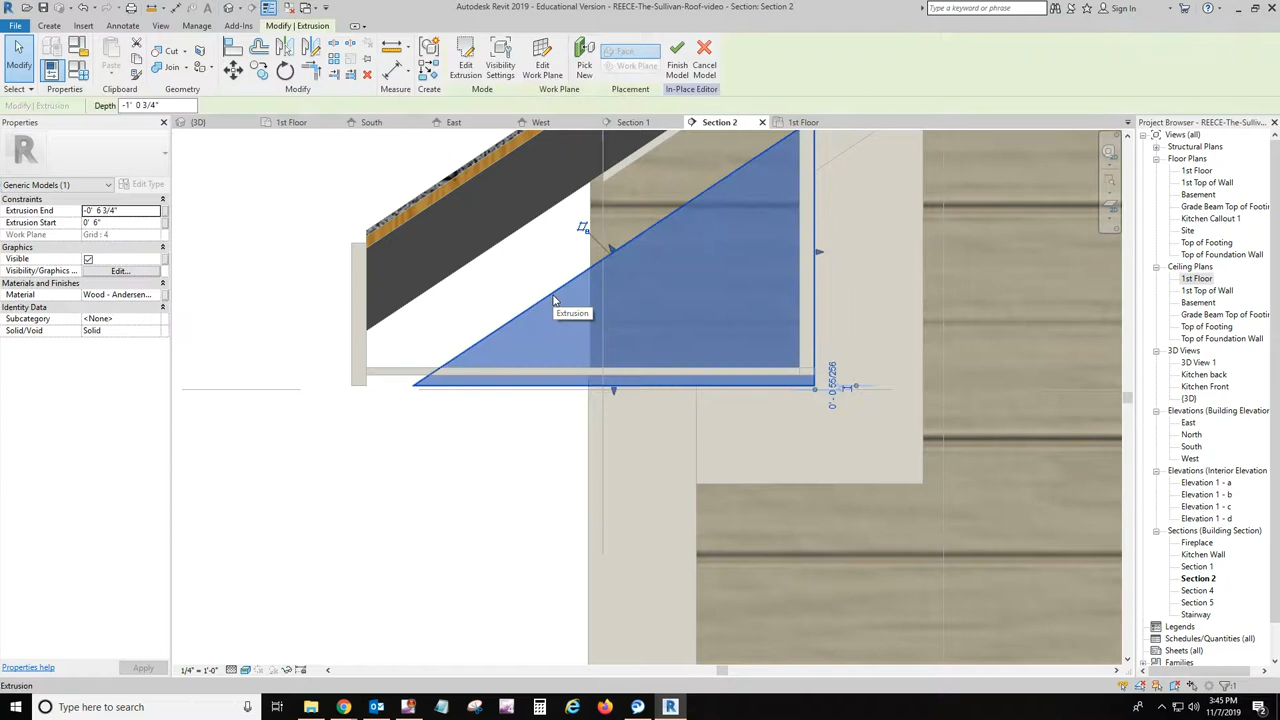 Autodesk Revit 2019 - Educational Version - REECE-The-Sullivan-Roof-video - Section: Section 2
Type a keyword or phrase
Sign In
File
Architecture
Insert
Annotate
View
Manage
Add-Ins
Modify | Extrusion
Modify
Paste
Cut
Join
Edit Extrusion
Visibility Settings
Edit Work Plane
Pick New
Face
Work Plane
Finish Model
Cancel Model
Select
Properties
Clipboard
Geometry
Modify
Measure
Create
Mode
Work Plane
Placement
In-Place Editor
Modify | Extrusion
Depth
-1' 0 3/4"
Properties
{3D}
1st Floor
South
East
West
Section 1
Section 2
1st Floor
Generic Models (1)
Edit Type
Constraints
Extrusion End
-0' 6 3/4"
Extrusion Start
0' 6"
Work Plane
Grid : 4
Graphics
Visible
Visibility/Graphics ...
Edit...
Materials and Finishes
Material
Wood - Andersen...
Identity Data
Subcategory
<None>
Solid/Void
Solid
Properties help
Apply
Extrusion
0' - 0 55/256
1/4" = 1'-0"
Project Browser - REECE-The-Sulliv...
Views (all)
Structural Plans
Floor Plans
1st Floor
1st Top of Wall
Basement
Grade Beam Top of Footing
Kitchen Callout 1
Site
Top of Footing
Top of Foundation Wall
Ceiling Plans
1st Floor
1st Top of Wall
Basement
Grade Beam Top of Footing
Top of Footing
Top of Foundation Wall
3D Views
3D View 1
Kitchen back
Kitchen Front
{3D}
Elevations (Building Elevation
East
North
South
West
Elevations (Interior Elevation
Elevation 1 - a
Elevation 1 - b
Elevation 1 - c
Elevation 1 - d
Sections (Building Section)
Fireplace
Kitchen Wall
Section 1
Section 2
Section 4
Section 5
Stairway
Legends
Schedules/Quantities (all)
Sheets (all)
Families
Extrusion
:1
Type here to search
3:45 PM
11/7/2019